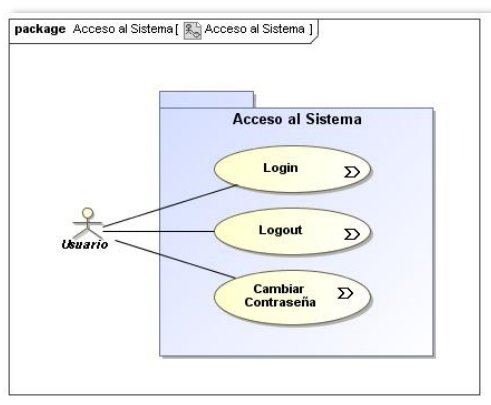 package Acceso al Sistema [ Acceso al Sistema ]
Acceso al Sistema
Login
Logout
Usuario
Cambiar
Contraseña